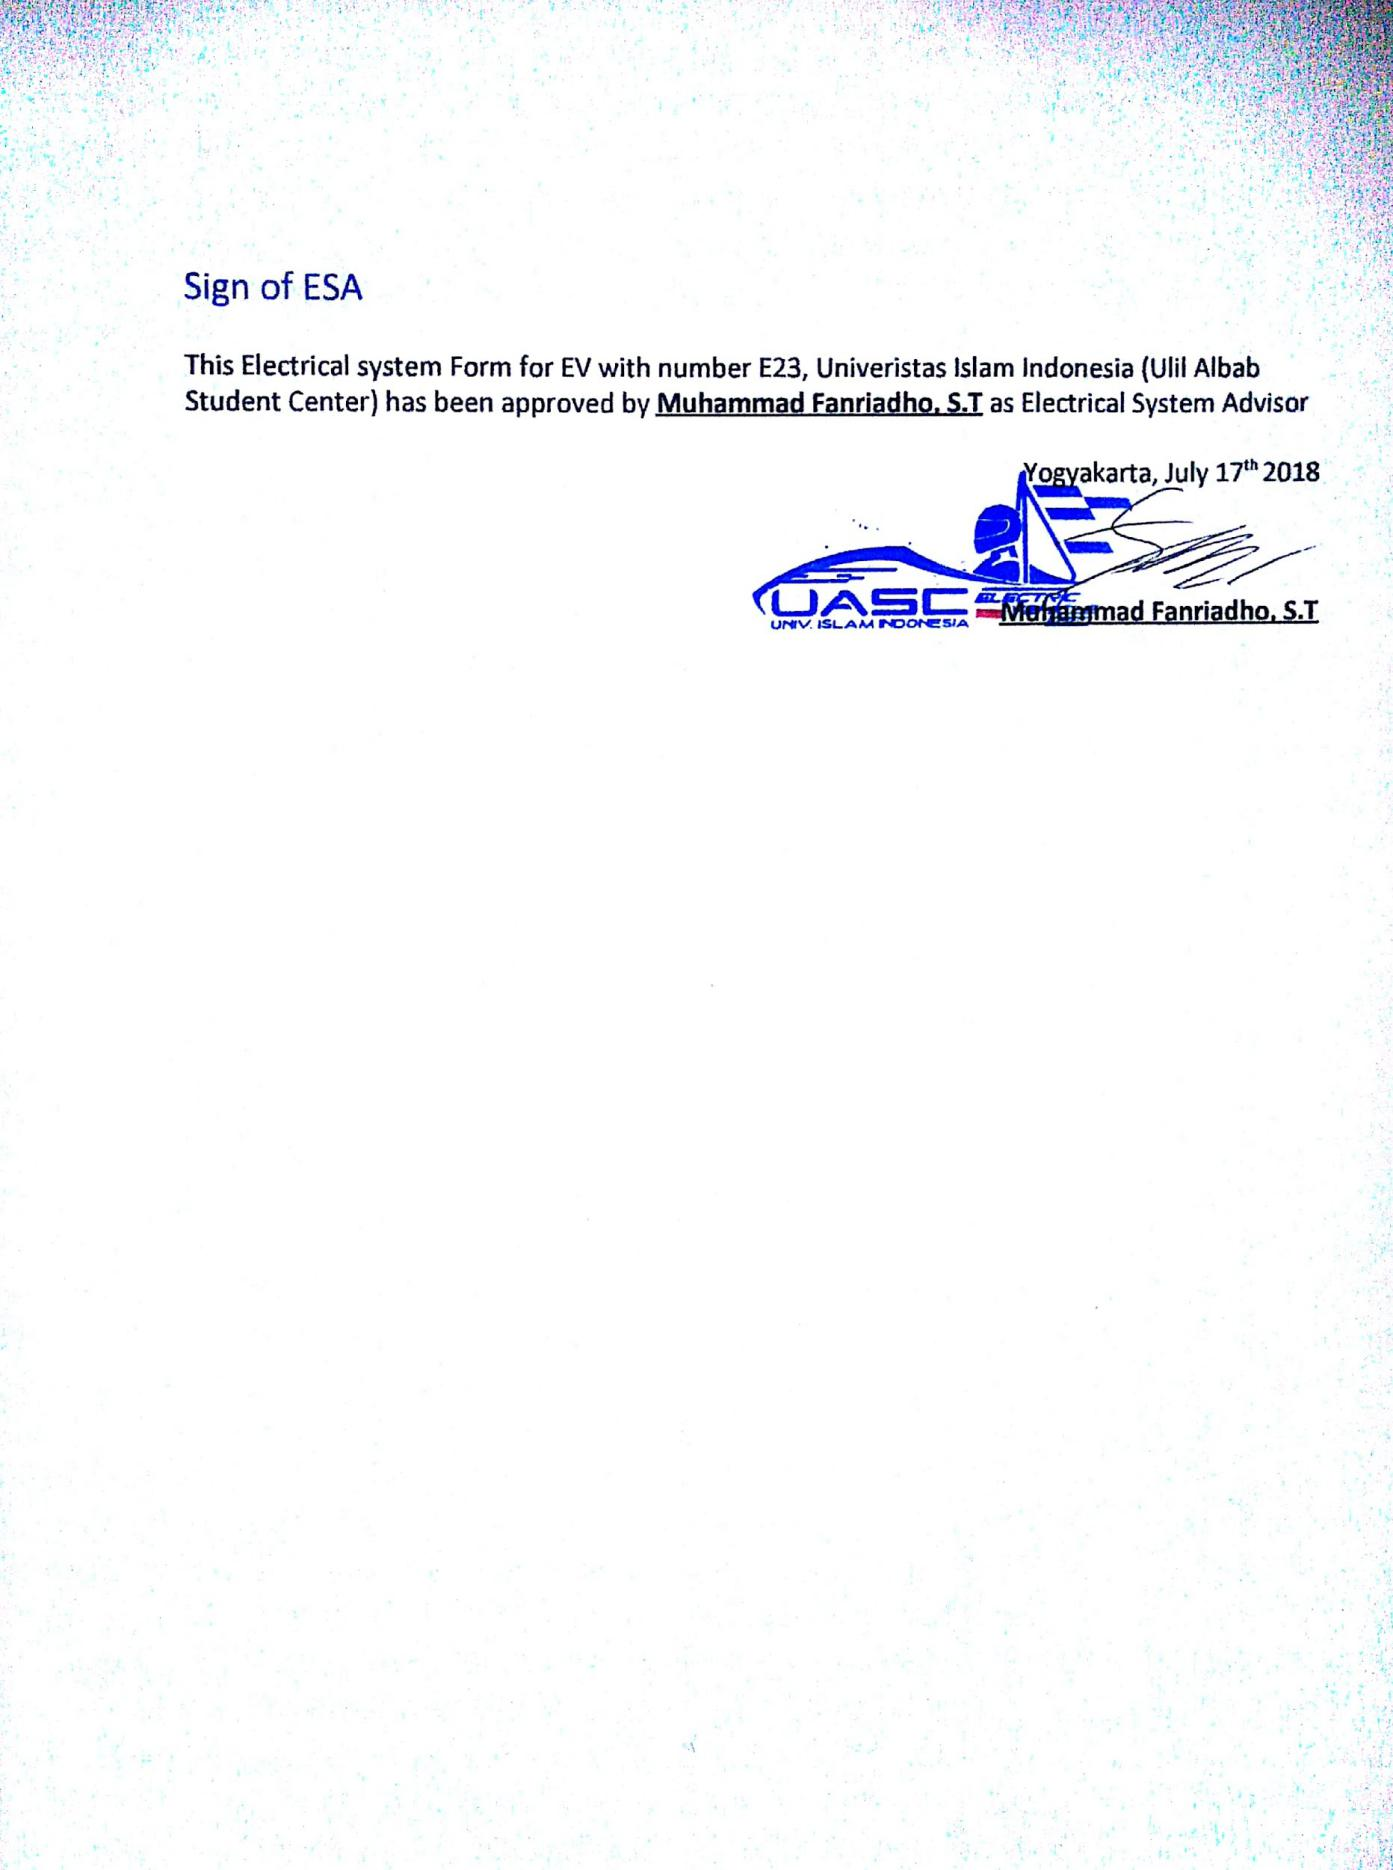 Sign of ESA
This Electrical system Form for EV with number E23, Univeristas Islam Indonesia (Ulil Albab
Student Center) has been approved by Muhammad Fanriadho, S.T as Electrical System Advisor
Yogyakarta, July 17th 2018
UASC ELECTRIC
UNIV. ISLAM INDONESIA
Muhammad Fanriadho, S.T